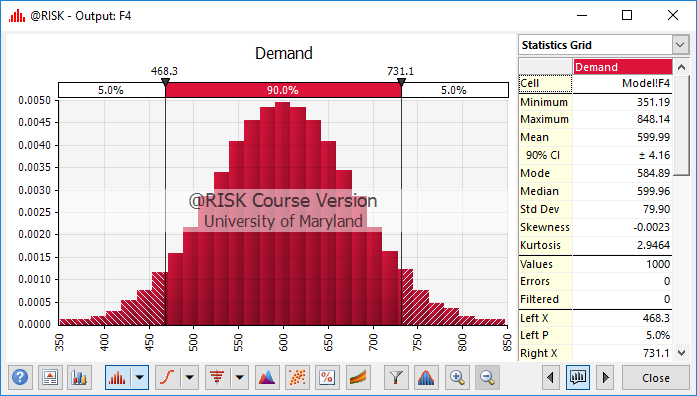 @RISK - Output: F4
Demand
468.3 731.1
5.0% 90.0% 5.0%
0.0050
0.0045
0.0040
0.0035
0.0030
0.0025
0.0020
0.0015
0.0010
0.0005
0.0000
@RISK Course Version
University of Maryland
350 400 450 500 550 600 650 700 750 800 850
Statistics Grid
Demand
Cell Model!F4
Minimum 351.19
Maximum 848.14
Mean 599.99
90% CI ± 4.16
Mode 584.89
Median 599.96
Std Dev 79.90
Skewness -0.0023
Kurtosis 2.9464
Values 1000
Errors 0
Filtered 0
Left X 468.3
Left P 5.0%
Right X 731.1
Close